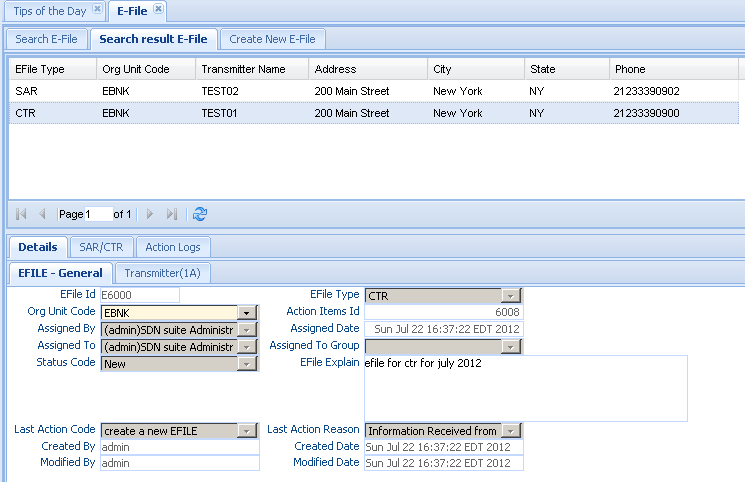 Tips of the Day E-File
Search E-File Search result E-File Create New E-File
EFile Type Org Unit Code Transmitter Name Address City State Phone
SAR EBNK TEST02 200 Main Street New York NY 21233390902
CTR EBNK TEST01 200 Main Street New York NY 21233390900
Page 1 of 1
Details SAR/CTR Action Logs
EFILE - General Transmitter(1A)
EFile Id E6000 EFile Type CTR
Org Unit Code EBNK Action Items Id 6008
Assigned By (admin)SDN suite Administr Assigned Date Sun Jul 22 16:37:22 EDT 2012
Assigned To (admin)SDN suite Administr Assigned To Group
Status Code New EFile Explain efile for ctr for july 2012
Last Action Code create a new EFILE Last Action Reason Information Received from
Created By admin Created Date Sun Jul 22 16:37:22 EDT 2012
Modified By admin Modified Date Sun Jul 22 16:37:22 EDT 2012